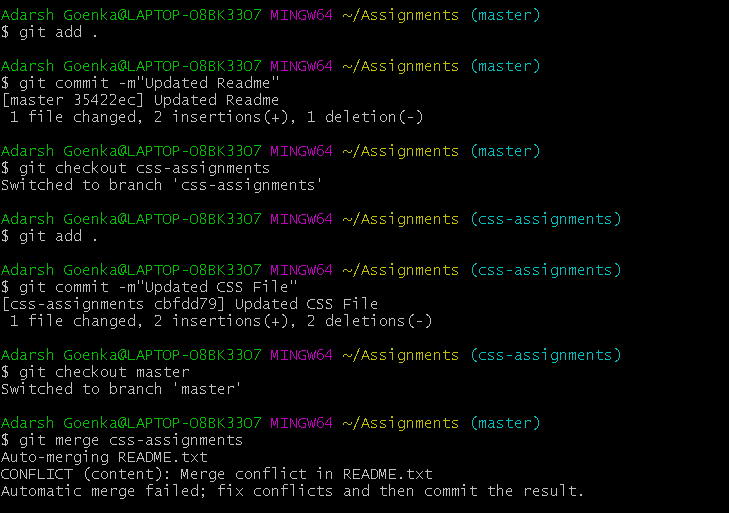 Adarsh Goenka@LAPTOP-O8BK33O7 MINGW64 ~/Assignments (master)
$ git add .
Adarsh Goenka@LAPTOP-O8BK33O7 MINGW64 ~/Assignments (master)
$ git commit -m"Updated Readme"
[master 35422ec] Updated Readme
 1 file changed, 2 insertions(+), 1 deletion(-)
Adarsh Goenka@LAPTOP-O8BK33O7 MINGW64 ~/Assignments (master)
$ git checkout css-assignments
Switched to branch 'css-assignments'
Adarsh Goenka@LAPTOP-O8BK33O7 MINGW64 ~/Assignments (css-assignments)
$ git add .
Adarsh Goenka@LAPTOP-O8BK33O7 MINGW64 ~/Assignments (css-assignments)
$ git commit -m"Updated CSS File"
[css-assignments cbfdd79] Updated CSS File
 1 file changed, 2 insertions(+), 2 deletions(-)
Adarsh Goenka@LAPTOP-O8BK33O7 MINGW64 ~/Assignments (css-assignments)
$ git checkout master
Switched to branch 'master'
Adarsh Goenka@LAPTOP-O8BK33O7 MINGW64 ~/Assignments (master)
$ git merge css-assignments
Auto-merging README.txt
CONFLICT (content): Merge conflict in README.txt
Automatic merge failed; fix conflicts and then commit the result.